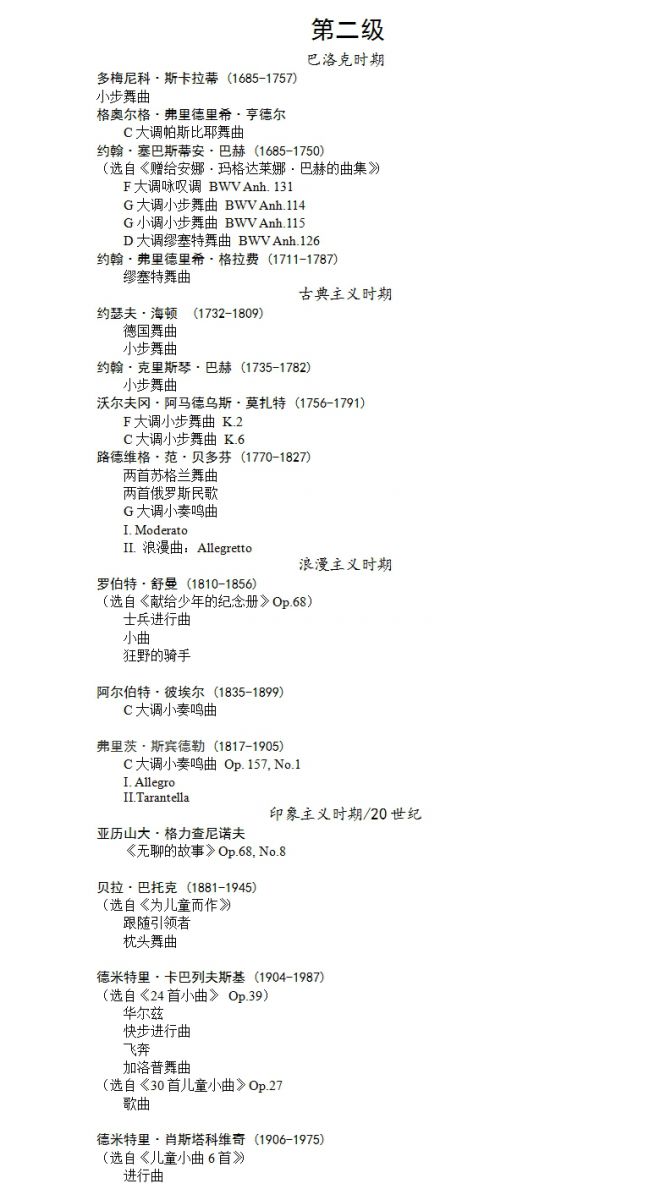 第二级
巴洛克时期
多梅尼科·斯卡拉蒂 (1685-1757)
小步舞曲
格奥尔格·弗里德里希·亨德尔
C 大调帕斯比耶舞曲
约翰·塞巴斯蒂安·巴赫 (1685-1750)
（选自《赠给安娜·玛格达莱娜·巴赫的曲集》）
F 大调咏叹调 BWV Anh. 131
G 大调小步舞曲 BWV Anh.114
G 小调小步舞曲 BWV Anh.115
D 大调缪塞特舞曲 BWV Anh.126
约翰·弗里德里希·格拉费 (1711-1787)
缪塞特舞曲
古典主义时期
约瑟夫·海顿 (1732-1809)
德国舞曲
小步舞曲
约翰·克里斯琴·巴赫 (1735-1782)
小步舞曲
沃尔夫冈·阿马德乌斯·莫扎特 (1756-1791)
F 大调小步舞曲 K.2
C 大调小步舞曲 K.6
路德维格·范·贝多芬 (1770-1827)
两首苏格兰舞曲
两首俄罗斯民歌
G 大调小奏鸣曲
I. Moderato
II. 浪漫曲：Allegretto
浪漫主义时期
罗伯特·舒曼 (1810-1856)
（选自《献给少年的纪念册》Op.68）
士兵进行曲
小曲
狂野的骑手
阿尔伯特·彼埃尔 (1835-1899)
C 大调小奏鸣曲
弗里茨·斯宾德勒 (1817-1905)
C 大调小奏鸣曲 Op. 157, No.1
I. Allegro
II.Tarantella
印象主义时期/20 世纪
亚历山大·格力查尼诺夫
《无聊的故事》Op.68, No.8
贝拉·巴托克 (1881-1945)
（选自《为儿童而作》）
跟随引领者
枕头舞曲
德米特里·卡巴列夫斯基 (1904-1987)
（选自《24 首小曲》 Op.39）
华尔兹
快步进行曲
飞奔
加洛普舞曲
（选自《30 首儿童小曲》Op.27
歌曲
德米特里·肖斯塔科维奇 (1906-1975)
（选自《儿童小曲 6 首》）
进行曲